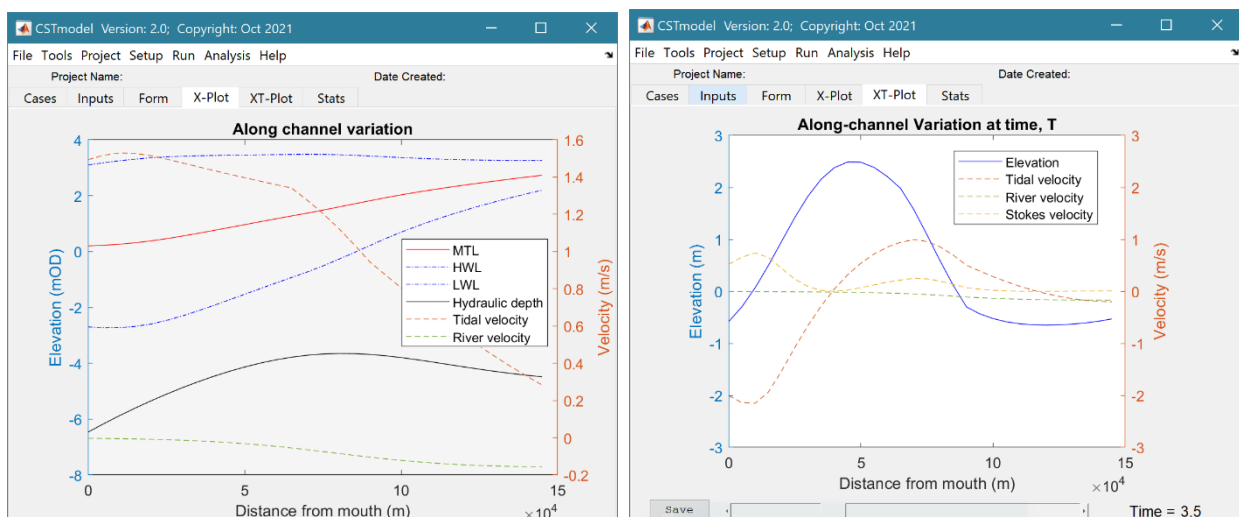 CSTmodel Version: 2.0; Copyright: Oct 2021
File Tools Project Setup Run Analysis Help
Project Name: Date Created:
Cases Inputs Form X-Plot XT-Plot Stats
Along channel variation
4
2
0
-2
-4
-6
-8
Elevation (mOD)
1.6
1.4
1.2
1
0.8
0.6
0.4
0.2
0
-0.2
Velocity (m/s)
MTL
HWL
LWL
Hydraulic depth
Tidal velocity
River velocity
0 5 10 15
×10⁴
Distance from mouth (m)
CSTmodel Version: 2.0; Copyright: Oct 2021
File Tools Project Setup Run Analysis Help
Project Name: Date Created:
Cases Inputs Form X-Plot XT-Plot Stats
Along-channel Variation at time, T
3
2
1
0
-1
-2
-3
Elevation (m)
3
2
1
0
-1
-2
-3
Velocity (m/s)
Elevation
Tidal velocity
River velocity
Stokes velocity
0 5 10 15
×10⁴
Distance from mouth (m)
Save Time = 3.5